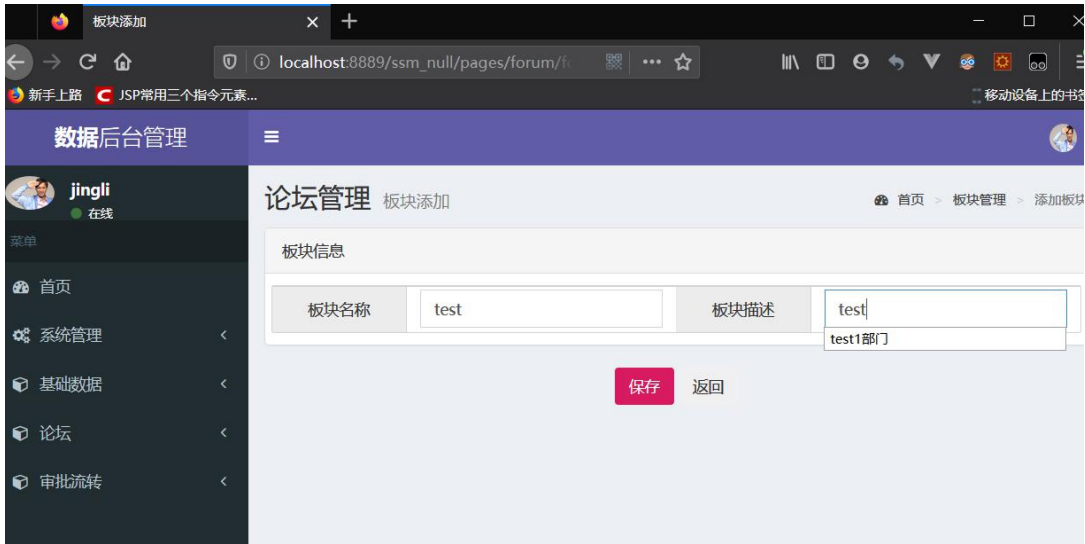 板块添加
localhost:8889/ssm_null/pages/forum/f
新手上路 JSP常用三个指令元素...
移动设备上的书签
数据后台管理
jingli
在线
菜单
首页
系统管理
基础数据
论坛
审批流转
论坛管理 板块添加
首页 > 板块管理 > 添加板块
板块信息
板块名称 test 板块描述 test
test1部门
保存 返回